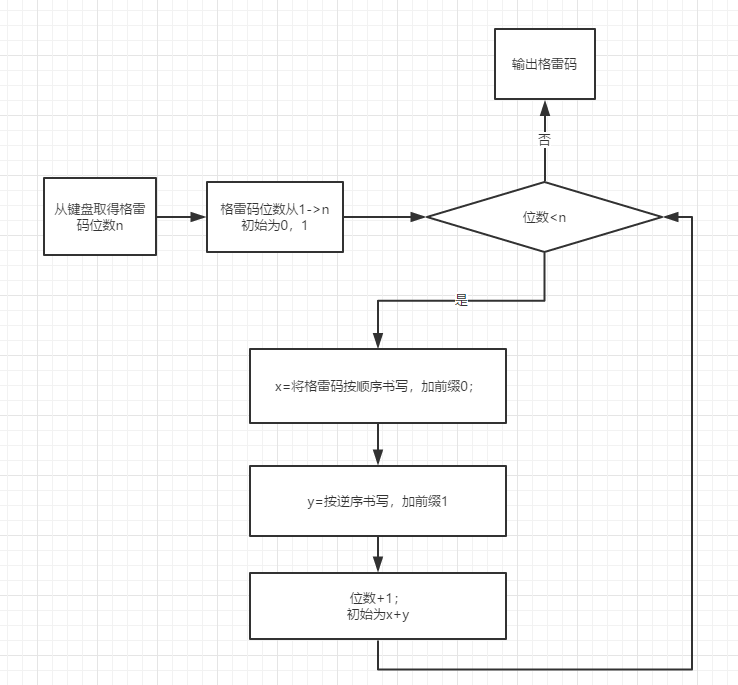 输出格雷码
否
从键盘取得格雷
码位数n
格雷码位数从1->n
初始为0，1
位数<n
是
x=将格雷码按顺序书写，加前缀0；
y=按逆序书写，加前缀1
位数+1；
初始为x+y